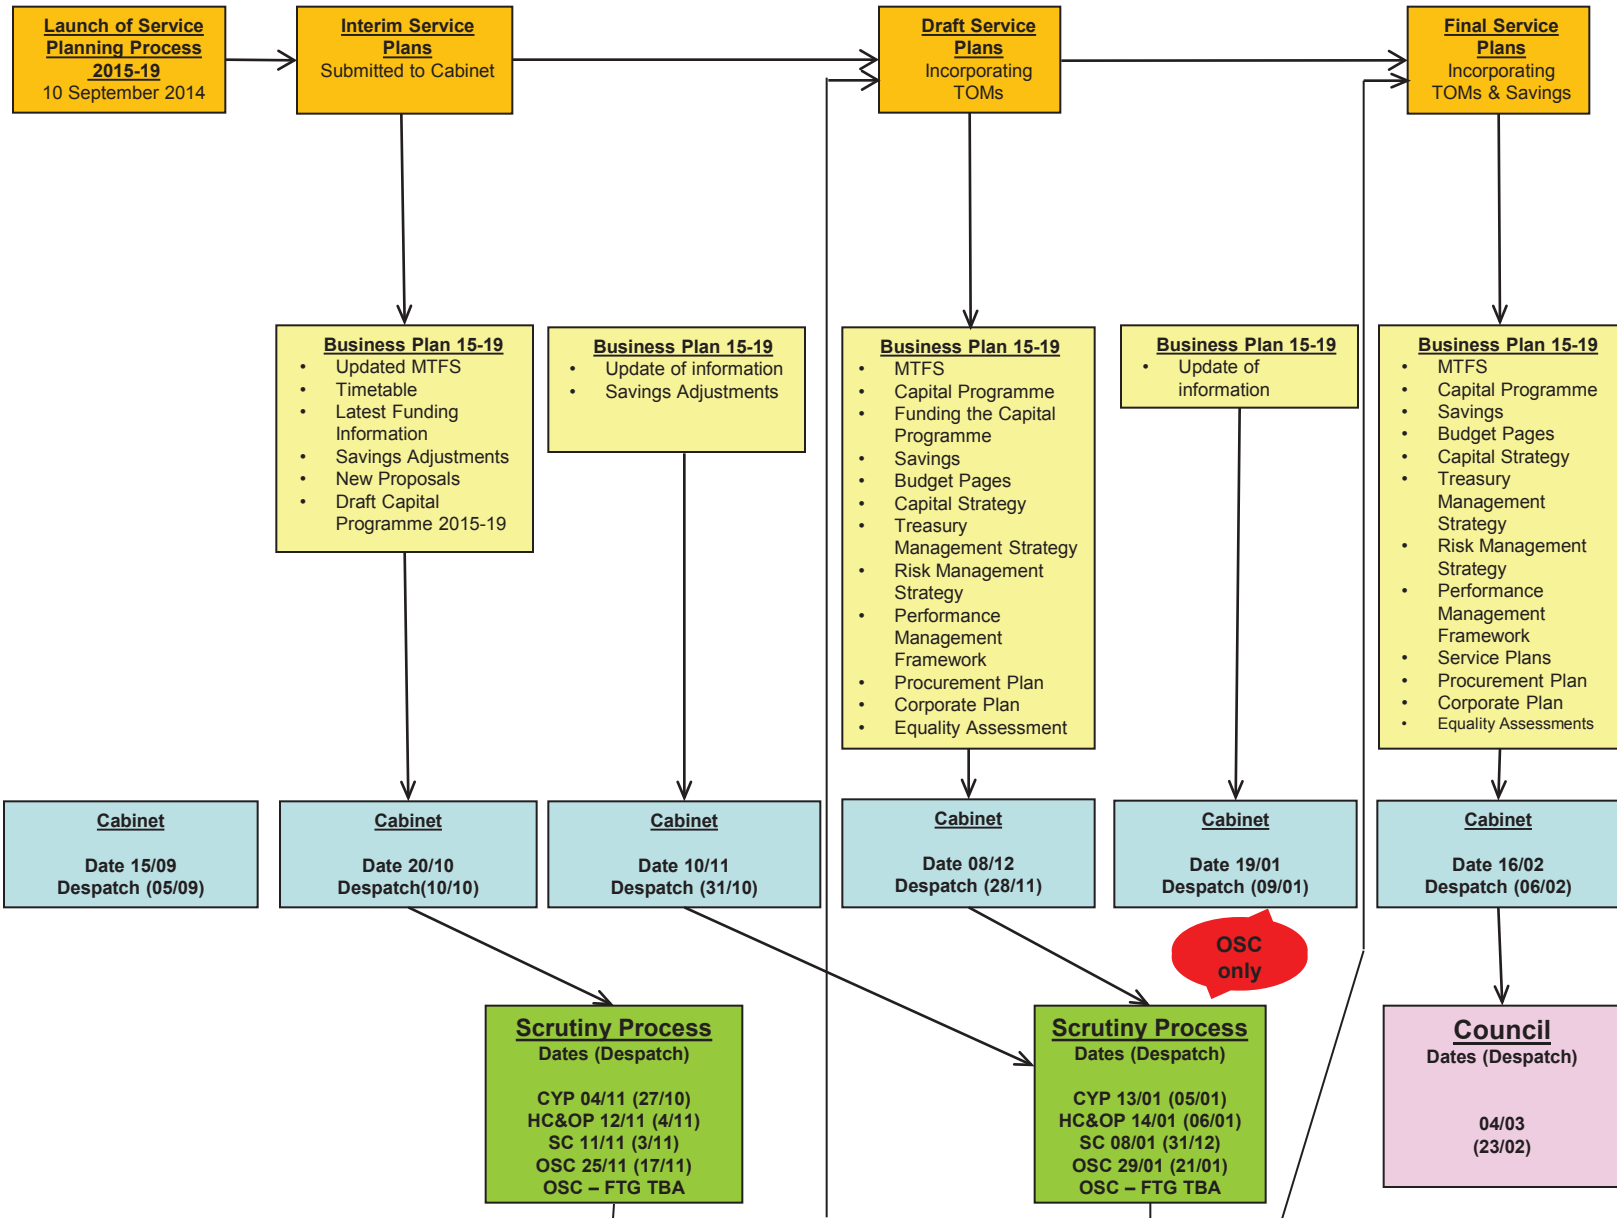 Launch of Service
Planning Process
2015-19
10 September 2014
Interim Service
Plans
Submitted to Cabinet
Draft Service
Plans
Incorporating
TOMs
Final Service
Plans
Incorporating
TOMs & Savings
Business Plan 15-19
• Updated MTFS
• Timetable
• Latest Funding
Information
• Savings Adjustments
• New Proposals
• Draft Capital
Programme 2015-19
Business Plan 15-19
• Update of information
• Savings Adjustments
Business Plan 15-19
• MTFS
• Capital Programme
• Funding the Capital
Programme
• Savings
• Budget Pages
• Capital Strategy
• Treasury
Management Strategy
• Risk Management
Strategy
• Performance
Management
Framework
• Procurement Plan
• Corporate Plan
• Equality Assessment
Business Plan 15-19
• Update of
information
Business Plan 15-19
• MTFS
• Capital Programme
• Savings
• Budget Pages
• Capital Strategy
• Treasury
Management
Strategy
• Risk Management
Strategy
• Performance
Management
Framework
• Service Plans
• Procurement Plan
• Corporate Plan
• Equality Assessments
Cabinet
Date 15/09
Despatch (05/09)
Cabinet
Date 20/10
Despatch(10/10)
Cabinet
Date 10/11
Despatch (31/10)
Cabinet
Date 08/12
Despatch (28/11)
Cabinet
Date 19/01
Despatch (09/01)
Cabinet
Date 16/02
Despatch (06/02)
OSC
only
Scrutiny Process
Dates (Despatch)
CYP 04/11 (27/10)
HC&OP 12/11 (4/11)
SC 11/11 (3/11)
OSC 25/11 (17/11)
OSC – FTG TBA
Scrutiny Process
Dates (Despatch)
CYP 13/01 (05/01)
HC&OP 14/01 (06/01)
SC 08/01 (31/12)
OSC 29/01 (21/01)
OSC – FTG TBA
Council
Dates (Despatch)
04/03
(23/02)